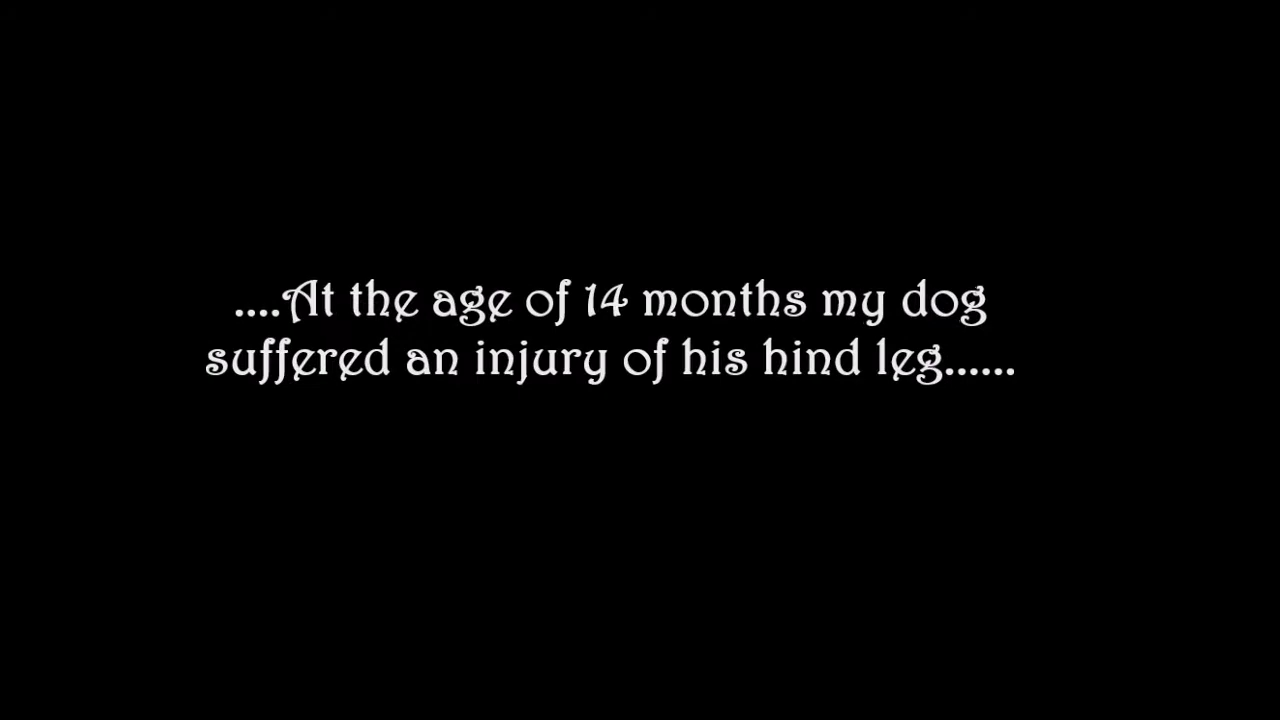 ....At the age of 14 months my dog
suffered an injury of his hind leg......